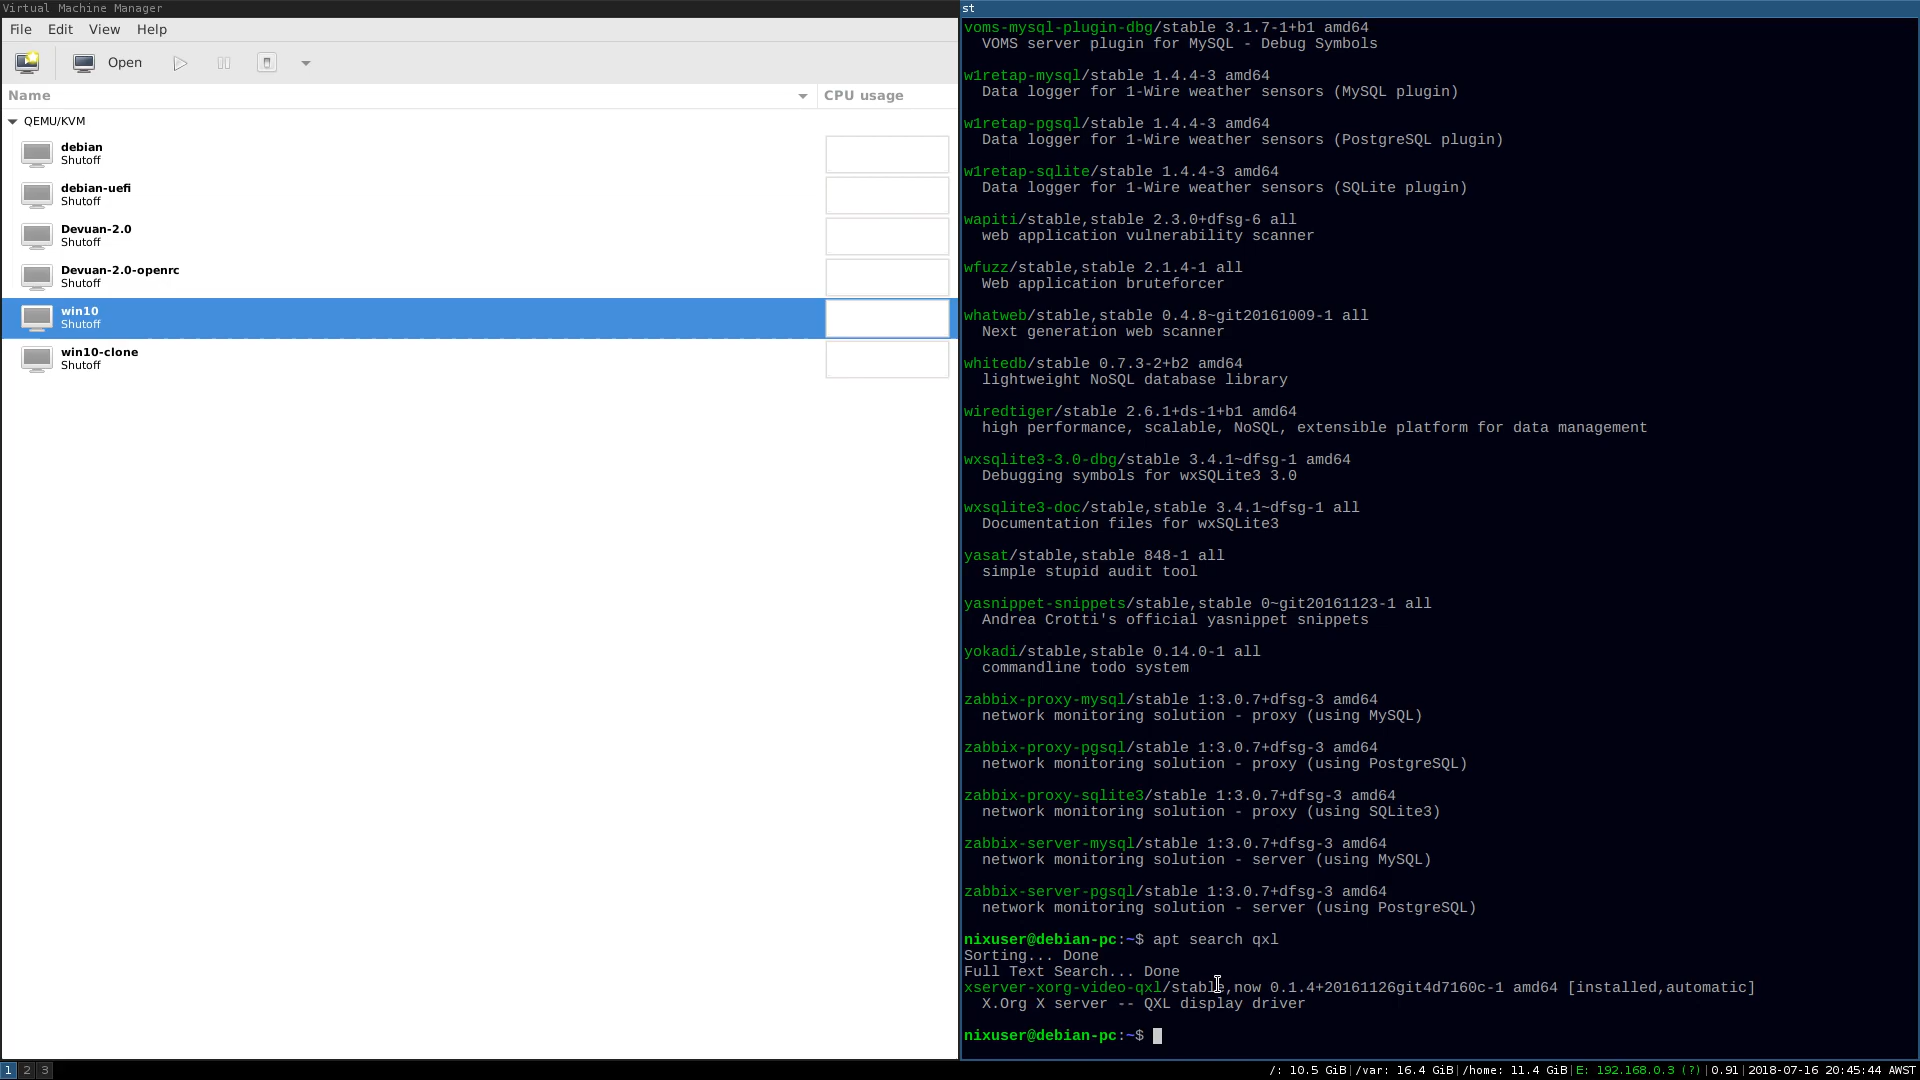 Virtual Machine Manager
File Edit View Help
Open
Name CPU usage
QEMU/KVM
debian
Shutoff
debian-uefi
Shutoff
Devuan-2.0
Shutoff
Devuan-2.0-openrc
Shutoff
win10
Shutoff
win10-clone
Shutoff
st
voms-mysql-plugin-dbg/stable 3.1.7-1+b1 amd64
VOMS server plugin for MySQL - Debug Symbols
w1retap-mysql/stable 1.4.4-3 amd64
Data logger for 1-Wire weather sensors (MySQL plugin)
w1retap-pgsql/stable 1.4.4-3 amd64
Data logger for 1-Wire weather sensors (PostgreSQL plugin)
w1retap-sqlite/stable 1.4.4-3 amd64
Data logger for 1-Wire weather sensors (SQLite plugin)
wapiti/stable,stable 2.3.0+dfsg-6 all
web application vulnerability scanner
wfuzz/stable,stable 2.1.4-1 all
Web application bruteforcer
whatweb/stable,stable 0.4.8~git20161009-1 all
Next generation web scanner
whitedb/stable 0.7.3-2+b2 amd64
lightweight NoSQL database library
wiredtiger/stable 2.6.1+ds-1+b1 amd64
high performance, scalable, NoSQL, extensible platform for data management
wxsqlite3-3.0-dbg/stable 3.4.1~dfsg-1 amd64
Debugging symbols for wxSQLite3 3.0
wxsqlite3-doc/stable,stable 3.4.1~dfsg-1 all
Documentation files for wxSQLite3
yasat/stable,stable 848-1 all
simple stupid audit tool
yasnippet-snippets/stable,stable 0~git20161123-1 all
Andrea Crotti's official yasnippet snippets
yokadi/stable,stable 0.14.0-1 all
commandline todo system
zabbix-proxy-mysql/stable 1:3.0.7+dfsg-3 amd64
network monitoring solution - proxy (using MySQL)
zabbix-proxy-pgsql/stable 1:3.0.7+dfsg-3 amd64
network monitoring solution - proxy (using PostgreSQL)
zabbix-proxy-sqlite3/stable 1:3.0.7+dfsg-3 amd64
network monitoring solution - proxy (using SQLite3)
zabbix-server-mysql/stable 1:3.0.7+dfsg-3 amd64
network monitoring solution - server (using MySQL)
zabbix-server-pgsql/stable 1:3.0.7+dfsg-3 amd64
network monitoring solution - server (using PostgreSQL)
nixuser@debian-pc:~$ apt search qxl
Sorting... Done
Full Text Search... Done
xserver-xorg-video-qxl/stable,now 0.1.4+20161126git4d7160c-1 amd64 [installed,automatic]
X.Org X server -- QXL display driver
nixuser@debian-pc:~$
1 2 3
/: 10.5 GiB|/var: 16.4 GiB|/home: 11.4 GiB|E: 192.168.0.3 (?)|0.91|2018-07-16 20:45:44 AWST